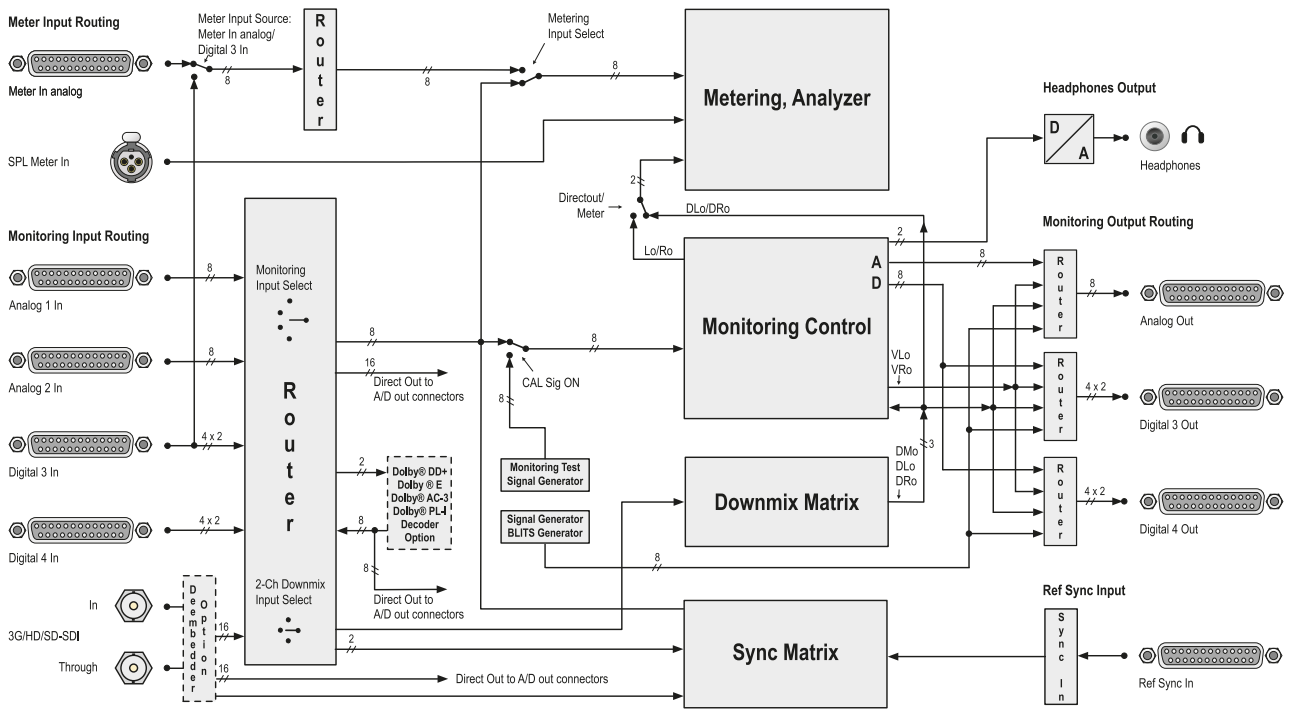 Meter Input Routing
Meter In analog
Meter Input Source:
Meter In analog/
Digital 3 In
8
Router
8
Metering
Input Select
8
Metering, Analyzer
SPL Meter In
2
Directout/
Meter
DLo/DRo
Lo/Ro
Headphones Output
D
A
Headphones
Monitoring Input Routing
8
Analog 1 In
8
Analog 2 In
4 x 2
Digital 3 In
4 x 2
Digital 4 In
In
3G/HD/SD-SDI
Through
Deembedder
Option
16
16
Direct Out to A/D out connectors
Monitoring
Input Select
Router
2-Ch Downmix
Input Select
8
16
Direct Out to
A/D out connectors
2
8
Dolby® DD+
Dolby ® E
Dolby® AC-3
Dolby® PL-I
Decoder
Option
8
Direct Out to
A/D out connectors
2
CAL Sig ON
8
8
Monitoring Test
Signal Generator
Signal Generator
BLITS Generator
8
Monitoring Control
A
D
2
8
8
VLo
VRo
3
DMo
DLo
DRo
Downmix Matrix
Sync Matrix
Monitoring Output Routing
Router
8
Analog Out
Router
4 x 2
Digital 3 Out
Router
4 x 2
Digital 4 Out
Ref Sync Input
Sync In
Ref Sync In